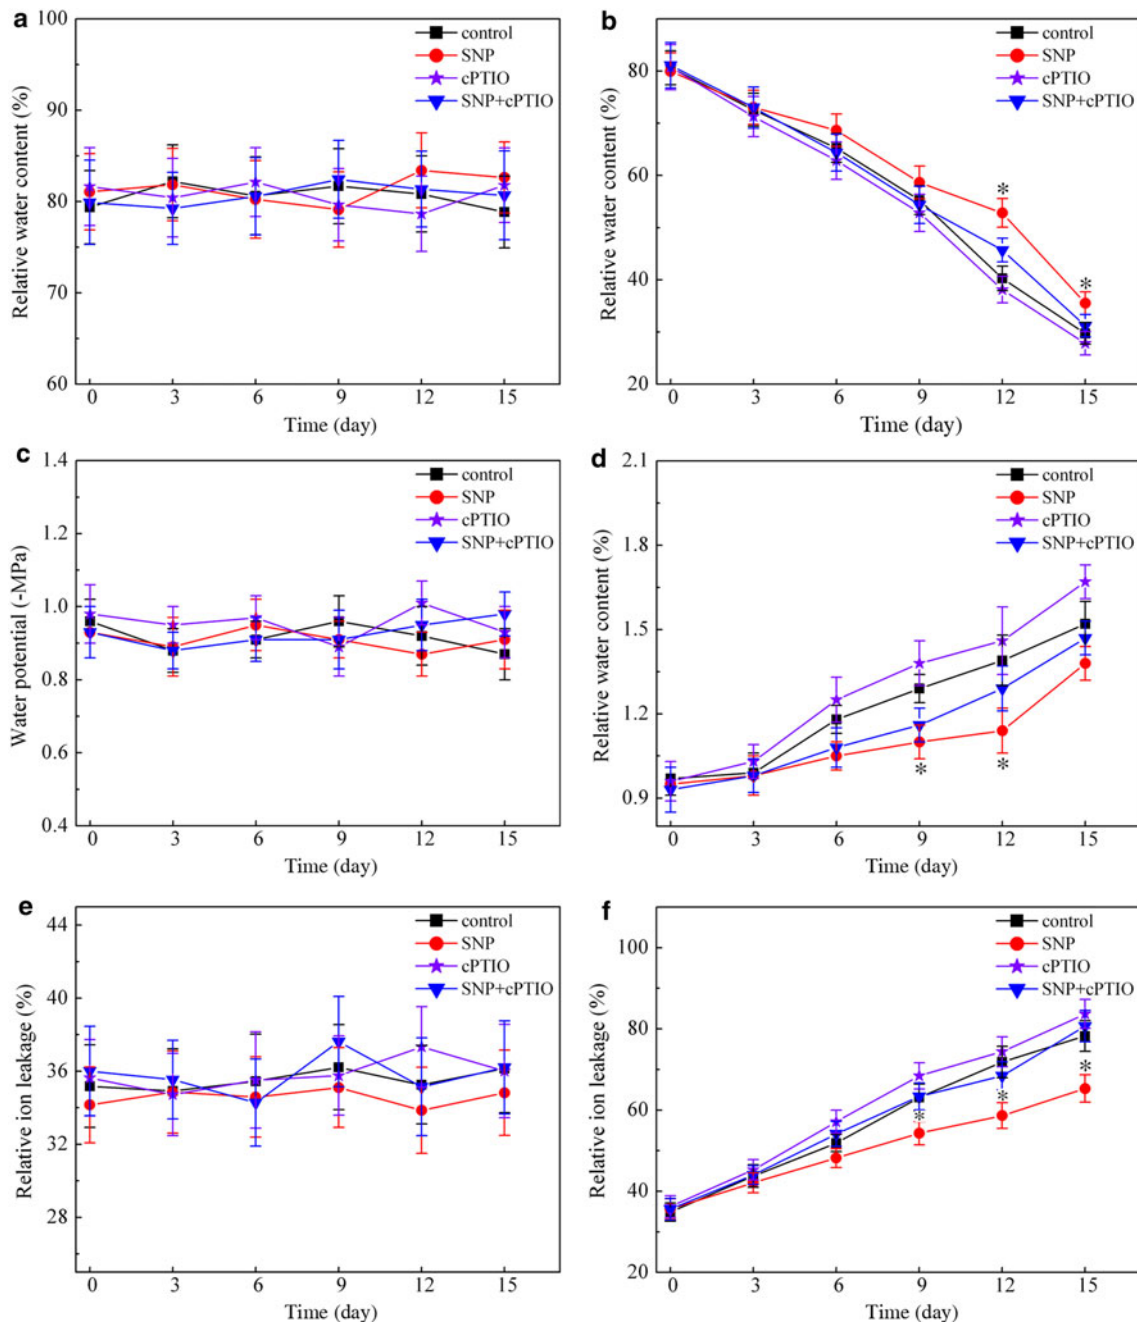 a
control
SNP
cPTIO
SNP+cPTIO
100
90
80
70
60
Relative water content (%)
0 3 6 9 12 15
Time (day)
b
control
SNP
cPTIO
SNP+cPTIO
80
60
40
20
Relative water content (%)
*
*
0 3 6 9 12 15
Time (day)
c
control
SNP
cPTIO
SNP+cPTIO
1.4
1.2
1.0
0.8
0.6
0.4
Water potential (-MPa)
0 3 6 9 12 15
Time (day)
d
control
SNP
cPTIO
SNP+cPTIO
2.1
1.8
1.5
1.2
0.9
Relative water content (%)
*
*
0 3 6 9 12 15
Time (day)
e
control
SNP
cPTIO
SNP+cPTIO
44
40
36
32
28
Relative ion leakage (%)
0 3 6 9 12 15
Time (day)
f
control
SNP
cPTIO
SNP+cPTIO
100
80
60
40
20
Relative ion leakage (%)
*
*
*
0 3 6 9 12 15
Time (day)